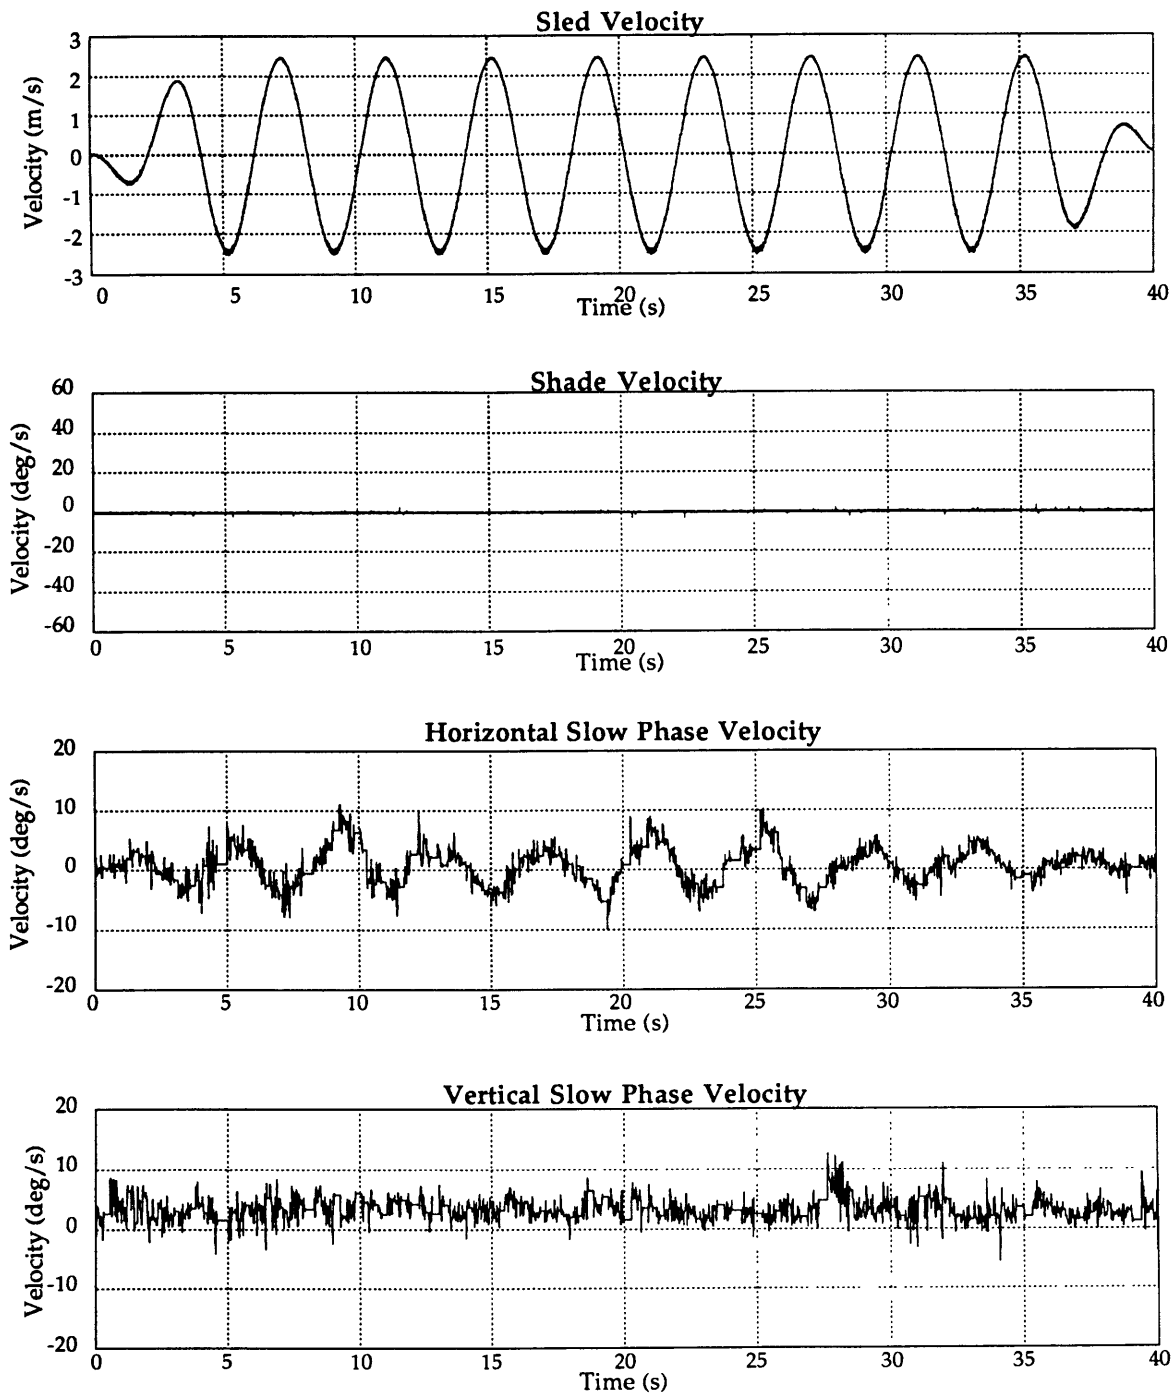 Sled Velocity
Velocity (m/s)
3
2
1
0
-1
-2
-3
0 5 10 15 20 25 30 35 40
Time (s)
Shade Velocity
Velocity (deg/s)
60
40
20
0
-20
-40
-60
0 5 10 15 20 25 30 35 40
Time (s)
Horizontal Slow Phase Velocity
Velocity (deg/s)
20
10
0
-10
-20
0 5 10 15 20 25 30 35 40
Time (s)
Vertical Slow Phase Velocity
Velocity (deg/s)
20
10
0
-10
-20
0 5 10 15 20 25 30 35 40
Time (s)